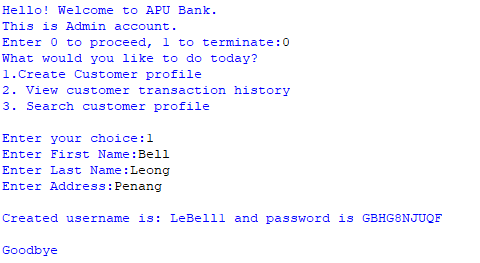 Hello! Welcome to APU Bank.
This is Admin account.
Enter 0 to proceed, 1 to terminate:0
What would you like to do today?
1.Create Customer profile
2. View customer transaction history
3. Search customer profile
Enter your choice:1
Enter First Name:Bell
Enter Last Name:Leong
Enter Address:Penang
Created username is: LeBell1 and password is GBHG8NJUQF
Goodbye